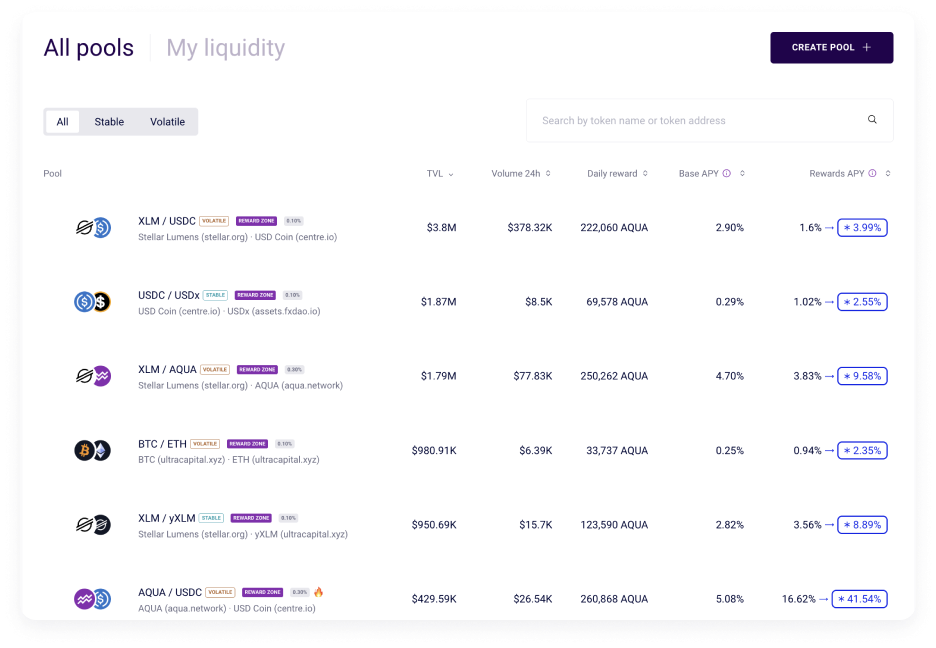 All pools My liquidity CREATE POOL +
All Stable Volatile Search by token name or token address
Pool TVL Volume 24h Daily reward Base APY Rewards APY
XLM / USDC VOLATILE REWARD ZONE 0.10%
Stellar Lumens (stellar.org) · USD Coin (centre.io)
$3.8M $378.32K 222,060 AQUA 2.90% 1.6% → 3.99%
USDC / USDx STABLE REWARD ZONE 0.10%
USD Coin (centre.io) · USDx (assets.fxdao.io)
$1.87M $8.5K 69,578 AQUA 0.29% 1.02% → 2.55%
XLM / AQUA VOLATILE REWARD ZONE 0.30%
Stellar Lumens (stellar.org) · AQUA (aqua.network)
$1.79M $77.83K 250,262 AQUA 4.70% 3.83% → 9.58%
BTC / ETH VOLATILE REWARD ZONE 0.10%
BTC (ultracapital.xyz) · ETH (ultracapital.xyz)
$980.91K $6.39K 33,737 AQUA 0.25% 0.94% → 2.35%
XLM / yXLM STABLE REWARD ZONE 0.10%
Stellar Lumens (stellar.org) · yXLM (ultracapital.xyz)
$950.69K $15.7K 123,590 AQUA 2.82% 3.56% → 8.89%
AQUA / USDC VOLATILE REWARD ZONE 0.30% 🔥
AQUA (aqua.network) · USD Coin (centre.io)
$429.59K $26.54K 260,868 AQUA 5.08% 16.62% → 41.54%